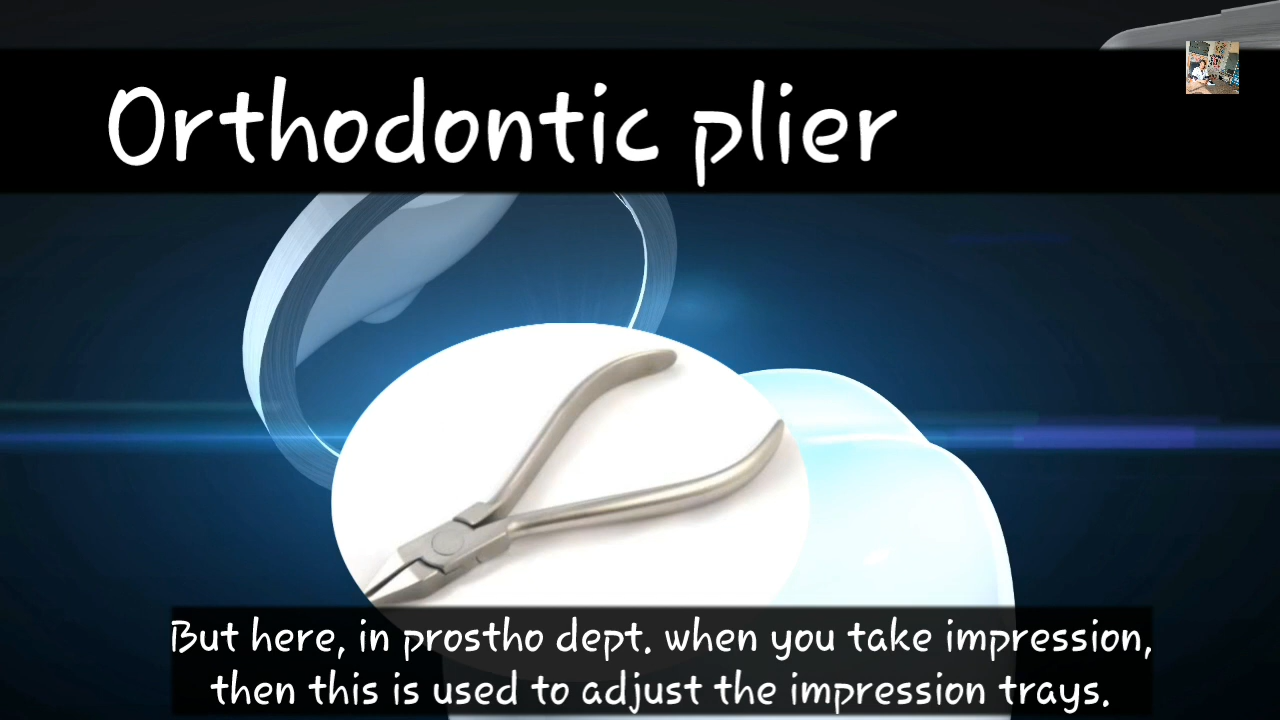 Orthodontic plier
But here, in prostho dept. when you take impression,
then this is used to adjust the impression trays.